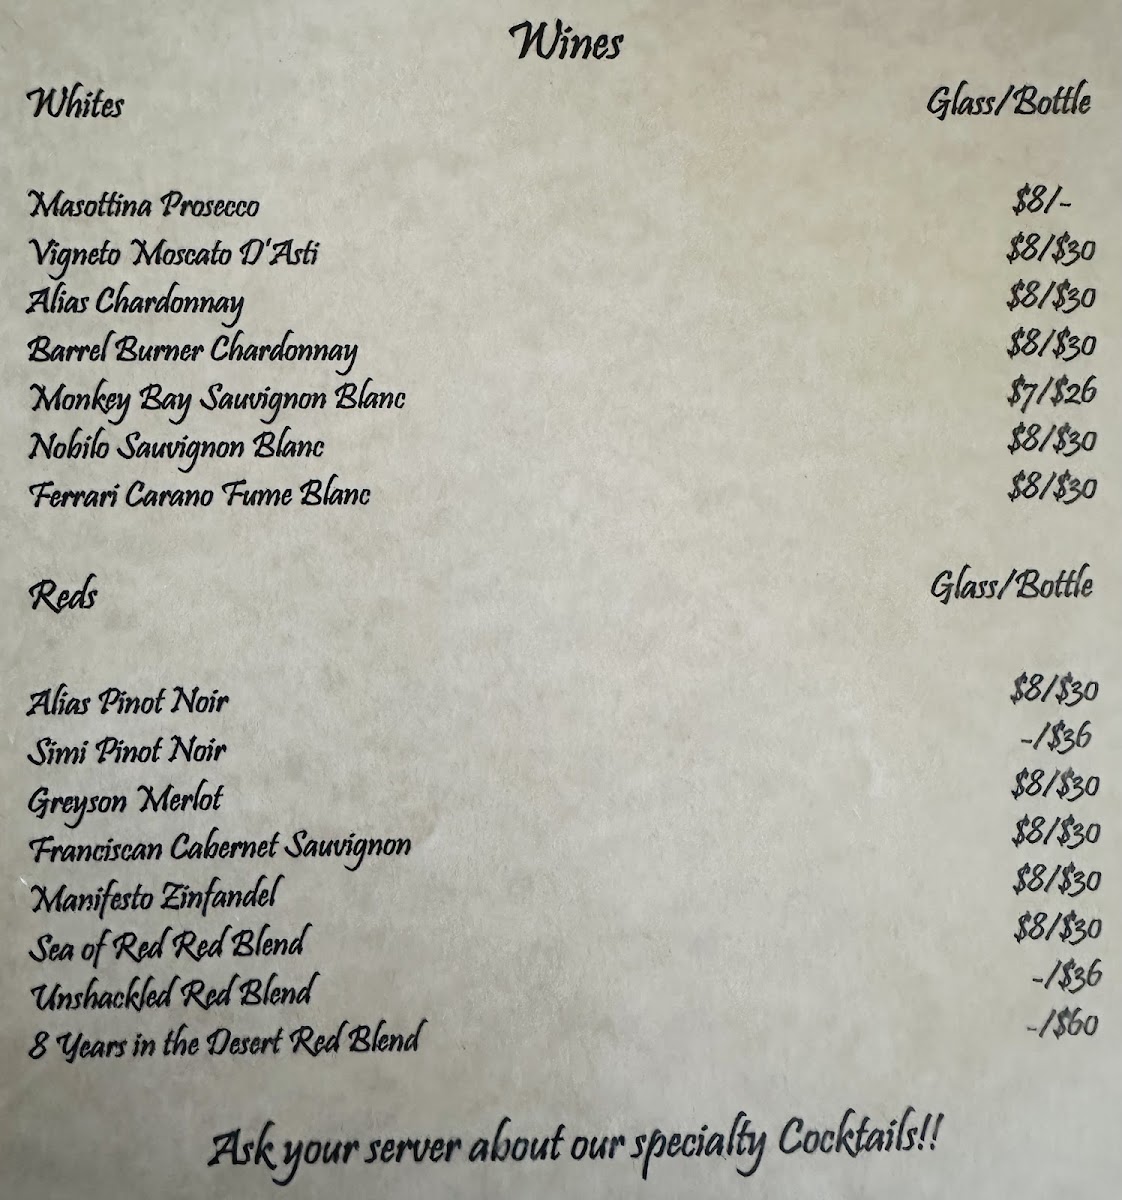 Wines
Whites Glass/Bottle
Masottina Prosecco $8/-
Vigneto Moscato D'Asti $8/$30
Alias Chardonnay $8/$30
Barrel Burner Chardonnay $8/$30
Monkey Bay Sauvignon Blanc $7/$26
Nobilo Sauvignon Blanc $8/$30
Ferrari Carano Fume Blanc $8/$30
Reds Glass/Bottle
Alias Pinot Noir $8/$30
Simi Pinot Noir -/$36
Greyson Merlot $8/$30
Franciscan Cabernet Sauvignon $8/$30
Manifesto Zinfandel $8/$30
Sea of Red Red Blend $8/$30
Unshackled Red Blend -/$36
8 Years in the Desert Red Blend -/$60
Ask your server about our specialty Cocktails!!